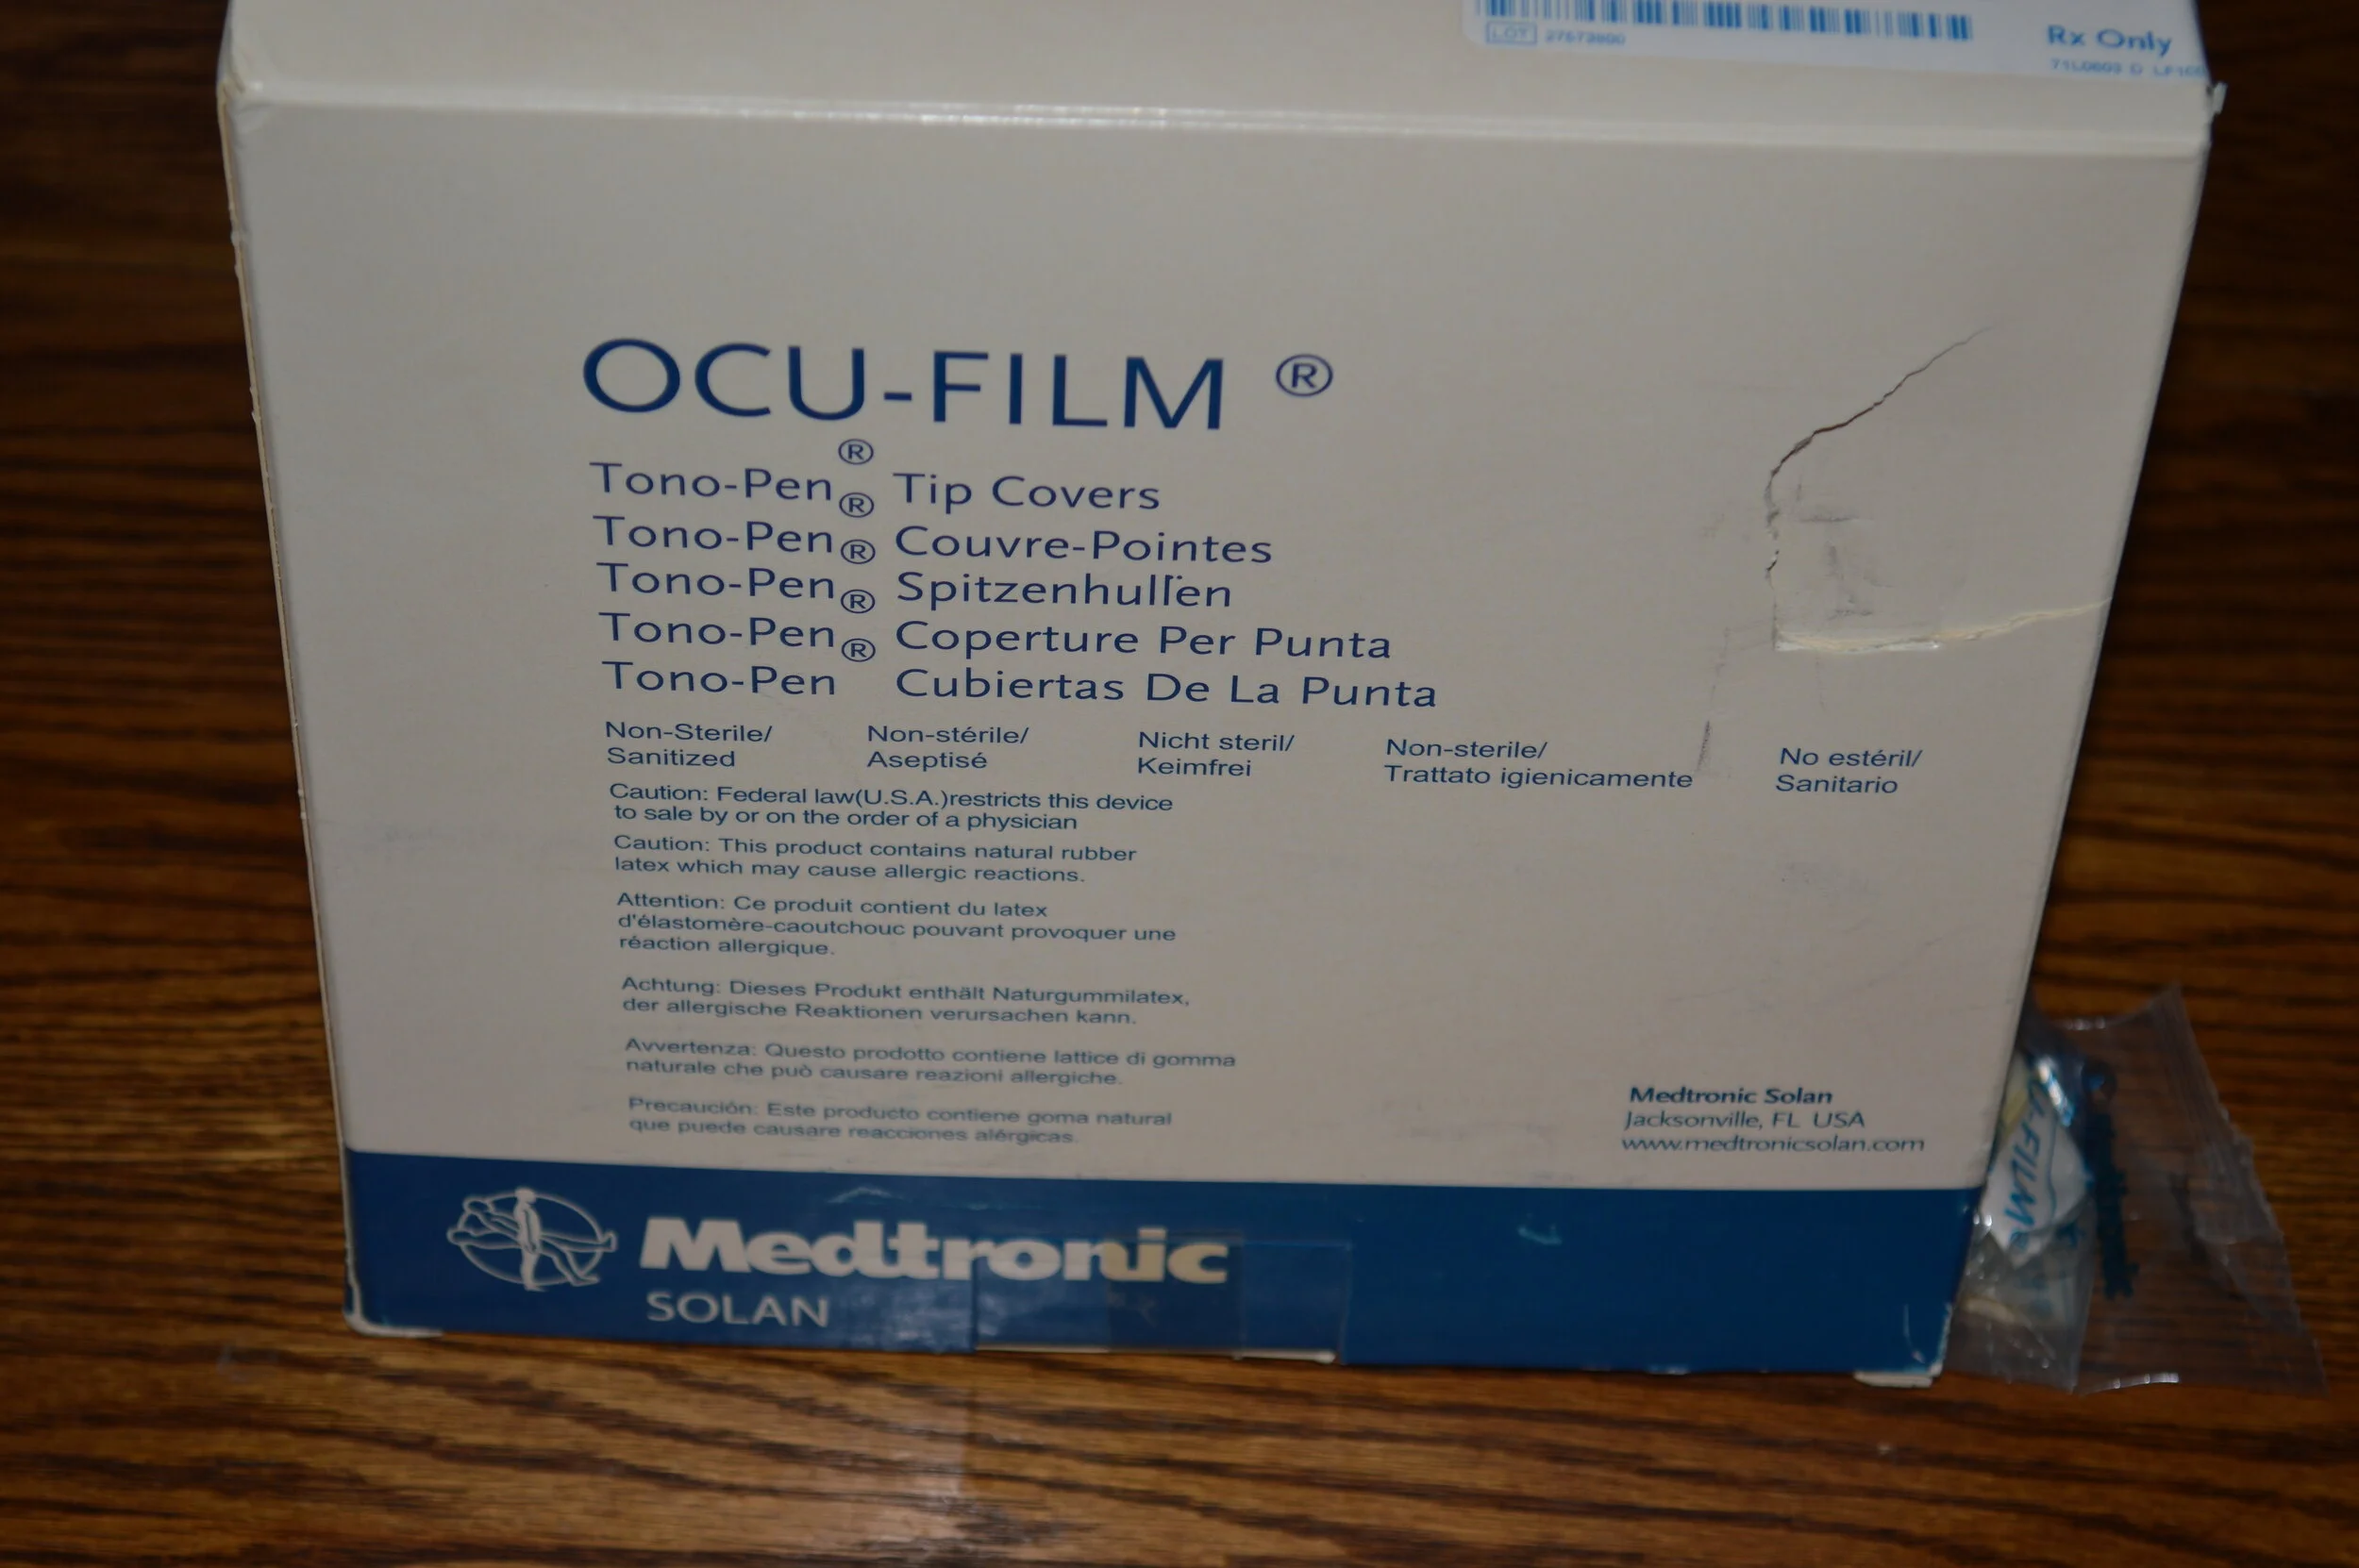 Rx Only
LOT
OCU-FILM ®
®
Tono-Pen® Tip Covers
Tono-Pen® Couvre-Pointes
Tono-Pen® Spitzenhullen
Tono-Pen® Coperture Per Punta
Tono-Pen Cubiertas De La Punta
Non-Sterile/ Non-stérile/ Nicht steril/ Non-sterile/ No estéril/
Sanitized Aseptisé Keimfrei Trattato igienicamente Sanitario
Caution: Federal law(U.S.A.)restricts this device
to sale by or on the order of a physician
Caution: This product contains natural rubber
latex which may cause allergic reactions.
Attention: Ce produit contient du latex
d'élastomère-caoutchouc pouvant provoquer une
réaction allergique.
Achtung: Dieses Produkt enthält Naturgummilatex,
der allergische Reaktionen verursachen kann.
Avvertenza: Questo prodotto contiene lattice di gomma
naturale che può causare reazioni allergiche.
Precaución: Este producto contiene goma natural
que puede causare reacciones alérgicas.
Medtronic Solan
Jacksonville, FL USA
www.medtronicsolan.com
Medtronic
SOLAN